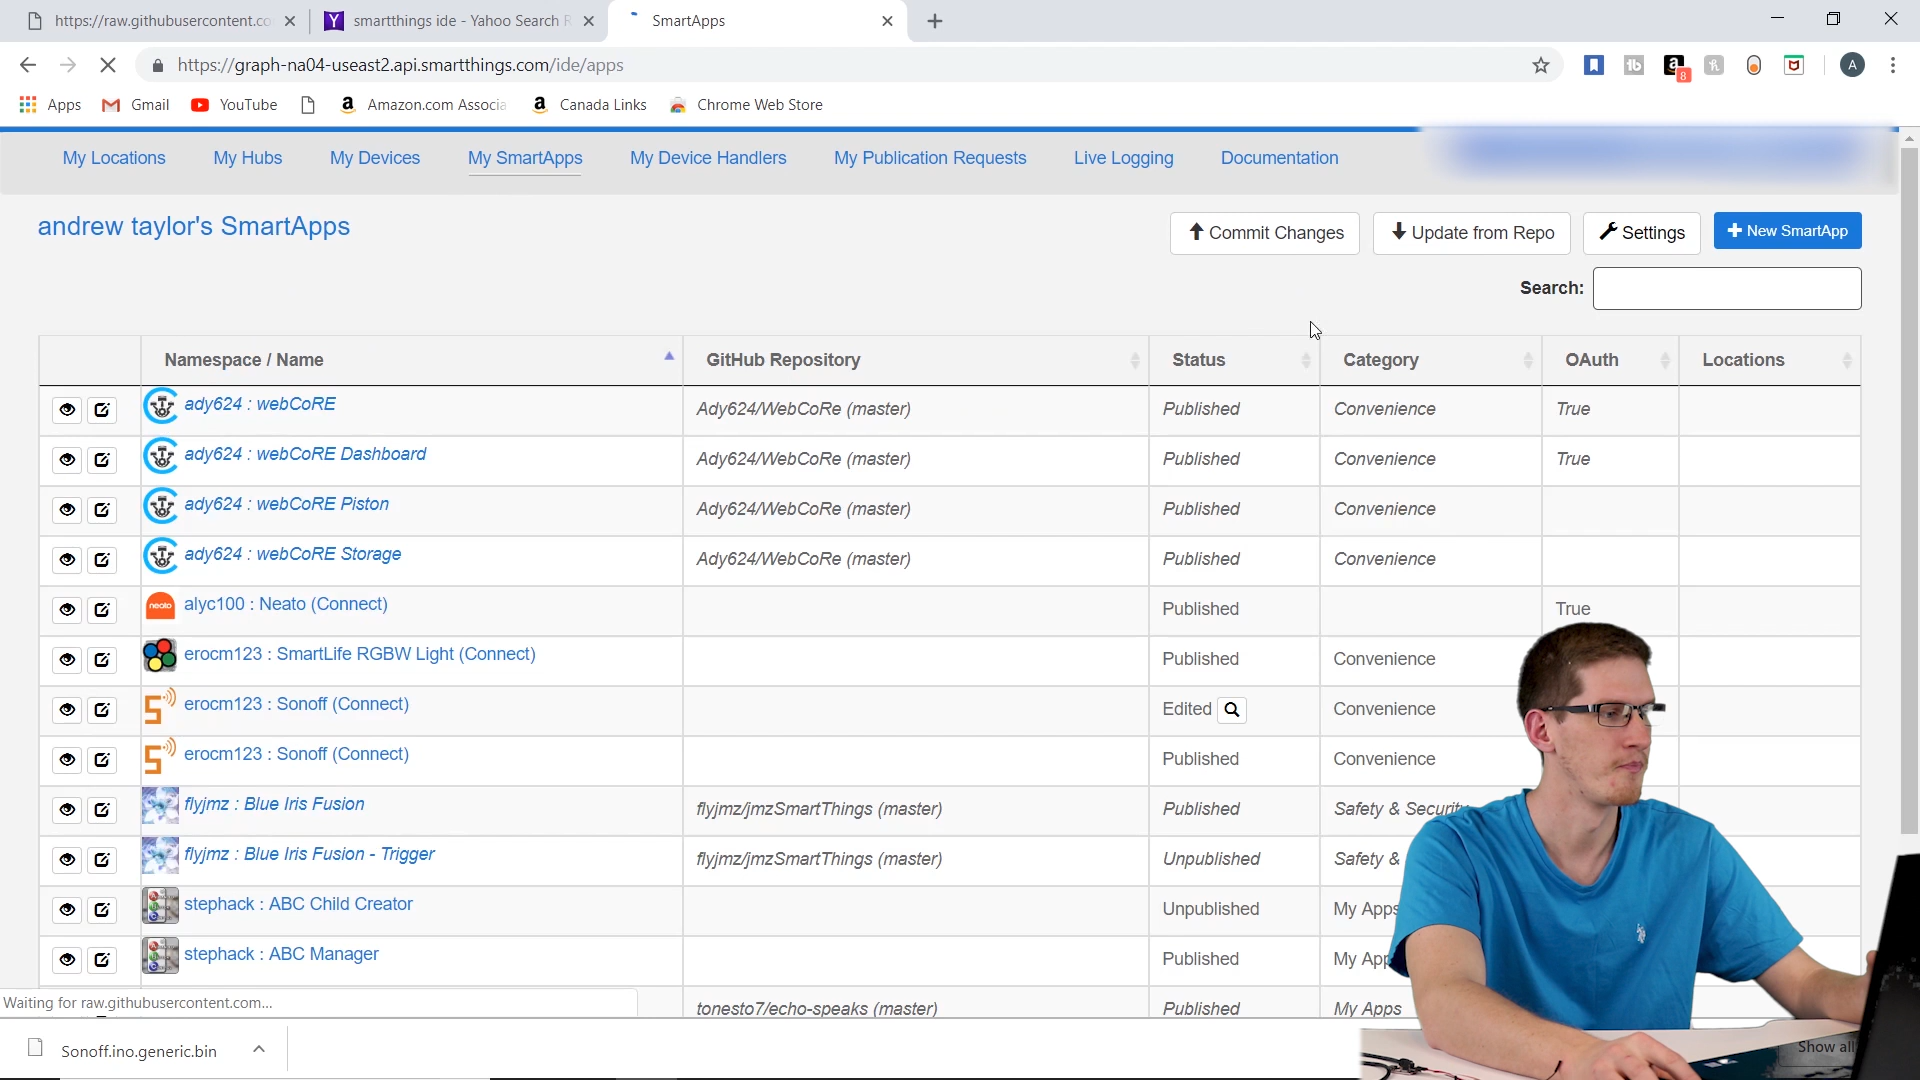 https://raw.githubusercontent.co
smartthings ide - Yahoo Search R
SmartApps
https://graph-na04-useast2.api.smartthings.com/ide/apps
8
A
Apps
Gmail
YouTube
Amazon.com Associa
Canada Links
Chrome Web Store
My Locations
My Hubs
My Devices
My SmartApps
My Device Handlers
My Publication Requests
Live Logging
Documentation
andrew taylor's SmartApps
Commit Changes
Update from Repo
Settings
New SmartApp
Search:
Namespace / Name GitHub Repository Status Category OAuth Locations
ady624 : webCoRE Ady624/WebCoRe (master) Published Convenience True
ady624 : webCoRE Dashboard Ady624/WebCoRe (master) Published Convenience True
ady624 : webCoRE Piston Ady624/WebCoRe (master) Published Convenience
ady624 : webCoRE Storage Ady624/WebCoRe (master) Published Convenience
neato alyc100 : Neato (Connect) Published True
erocm123 : SmartLife RGBW Light (Connect) Published Convenience
erocm123 : Sonoff (Connect) Edited Convenience
erocm123 : Sonoff (Connect) Published Convenience
flyjmz : Blue Iris Fusion flyjmz/jmzSmartThings (master) Published Safety & Security
flyjmz : Blue Iris Fusion - Trigger flyjmz/jmzSmartThings (master) Unpublished Safety &
stephack : ABC Child Creator Unpublished My Apps
stephack : ABC Manager Published My App
tonesto7/echo-speaks (master) Published My Apps
Waiting for raw.githubusercontent.com...
Sonoff.ino.generic.bin
Show all